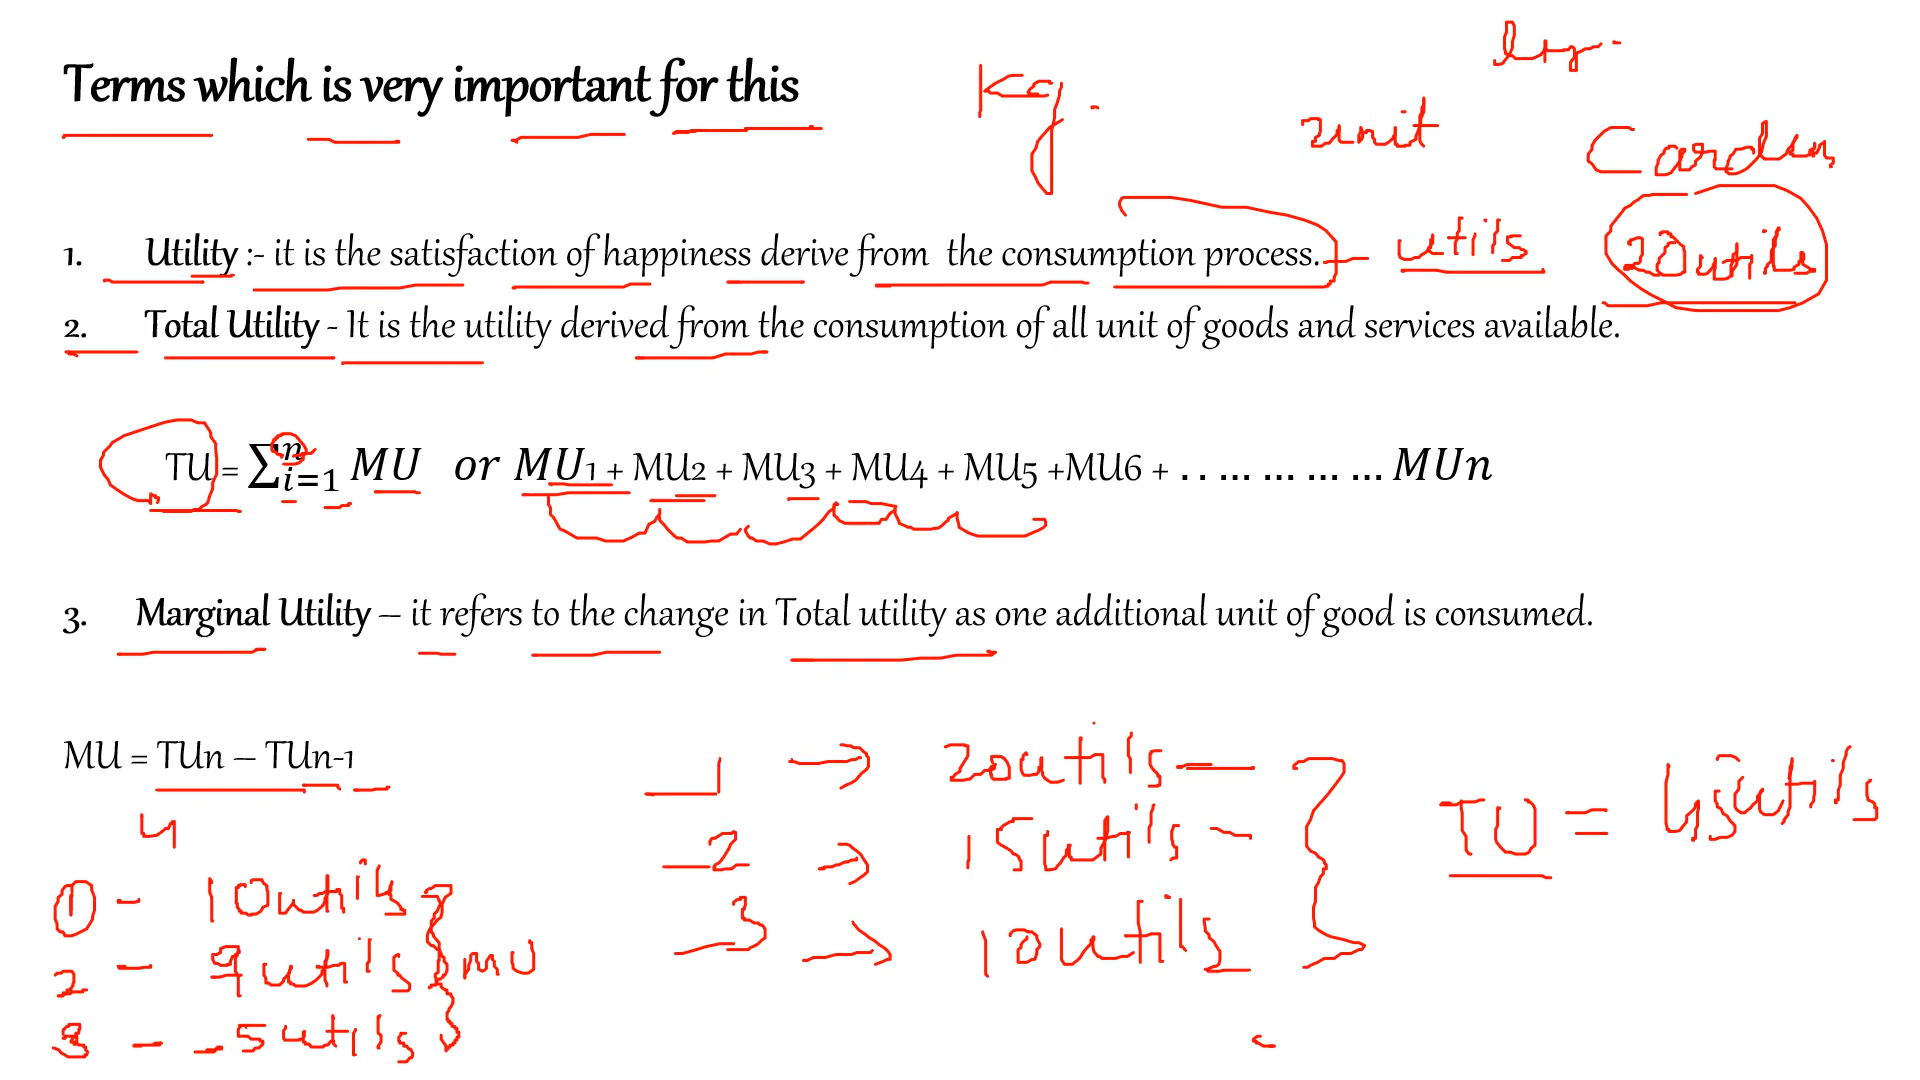 Terms which is very important for this
Kg.
unit
Carden
1. Utility :- it is the satisfaction of happiness derive from the consumption process.
utils
20utils
2. Total Utility - It is the utility derived from the consumption of all unit of goods and services available.
TU = ∑ⁿᵢ₌₁ MU or MU1 + MU2 + MU3 + MU4 + MU5 +MU6 + . . … … … … MUn
3. Marginal Utility – it refers to the change in Total utility as one additional unit of good is consumed.
MU = TUn – TUn-1
4
1 - 10utils
2 - 9utils
3 - -5utils
MU
1 → 20utils
2 → 15utils
3 → 10utils
TU = 45utils